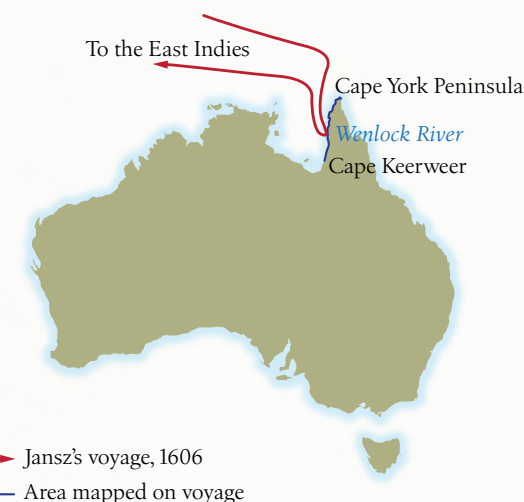 To the East Indies
Cape York Peninsula
Wenlock River
Cape Keerweer
Jansz's voyage, 1606
Area mapped on voyage